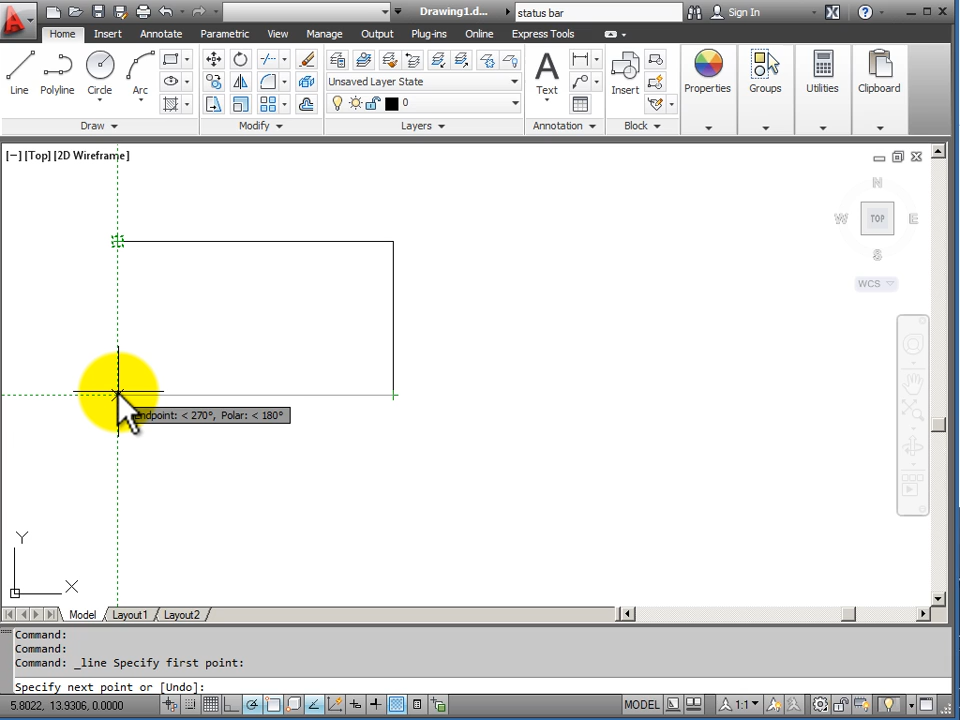 Drawing1.d...
status bar
Sign In
Home
Insert
Annotate
Parametric
View
Manage
Output
Plug-ins
Online
Express Tools
Line
Polyline
Circle
Arc
Draw
Modify
Unsaved Layer State
0
Layers
Text
Annotation
Insert
Block
Properties
Groups
Utilities
Clipboard
[−] [Top] [2D Wireframe]
N
W
TOP
E
S
WCS
Endpoint: < 270°, Polar: < 180°
Y
X
Model
Layout1
Layout2
Command:
Command:
Command: _line Specify first point:
Specify next point or [Undo]:
5.8022, 13.9306, 0.0000
MODEL
1:1